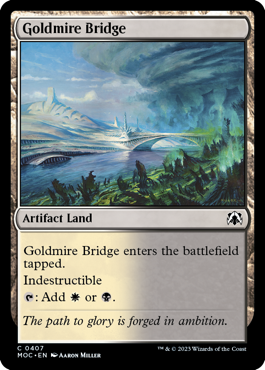 Goldmire Bridge
Artifact Land
Goldmire Bridge enters the battlefield
tapped.
Indestructible
: Add or .
The path to glory is forged in ambition.
C 0407
MOC • EN AARON MILLER
™ & © 2023 Wizards of the Coast